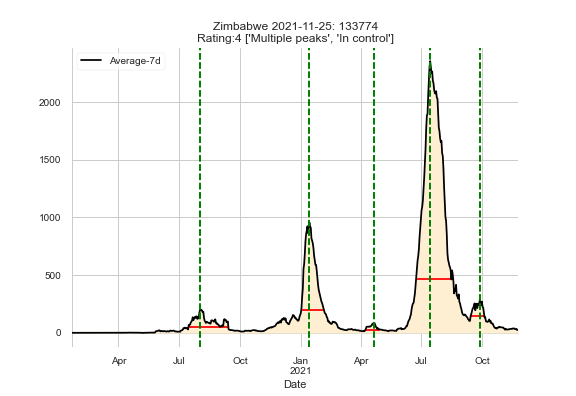 Zimbabwe 2021-11-25: 133774
Rating:4 ['Multiple peaks', 'In control']
Average-7d
2000
1500
1000
500
0
Apr Jul Oct Jan Apr Jul Oct
2021
Date